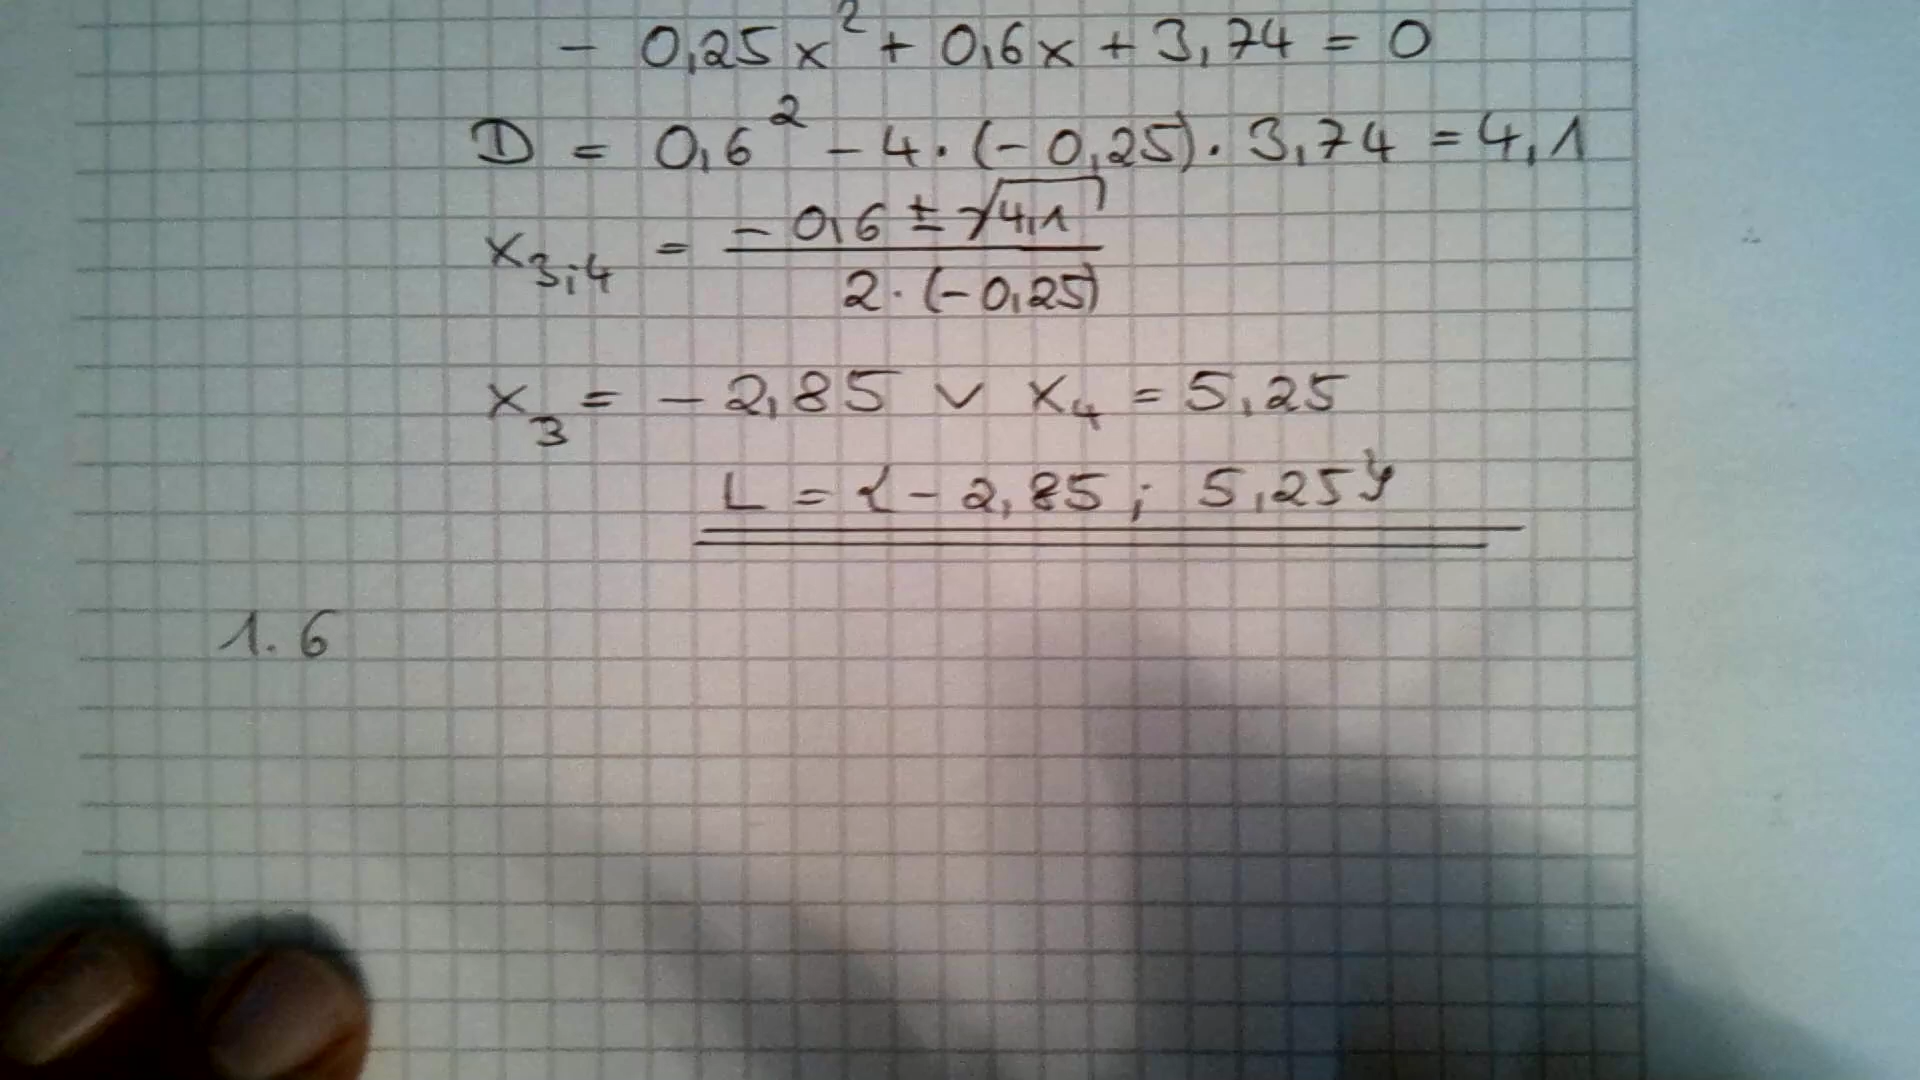 - 0,25x² + 0,6x + 3,74 = 0
D = 0,6² - 4·(-0,25)·3,74 = 4,1
x₃;₄ = (-0,6 ± √4,1) / (2·(-0,25))
x₃ = - 2,85 ∨ x₄ = 5,25
L = {- 2,85 ; 5,25}
1.6